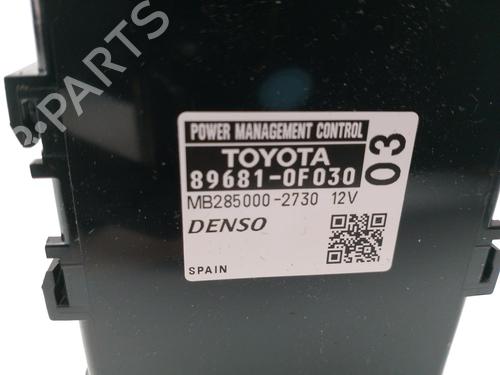 B-PARTS
POWER MANAGEMENT CONTROL
TOYOTA
89681-0F030
03
MB285000-2730 12V
DENSO
SPAIN